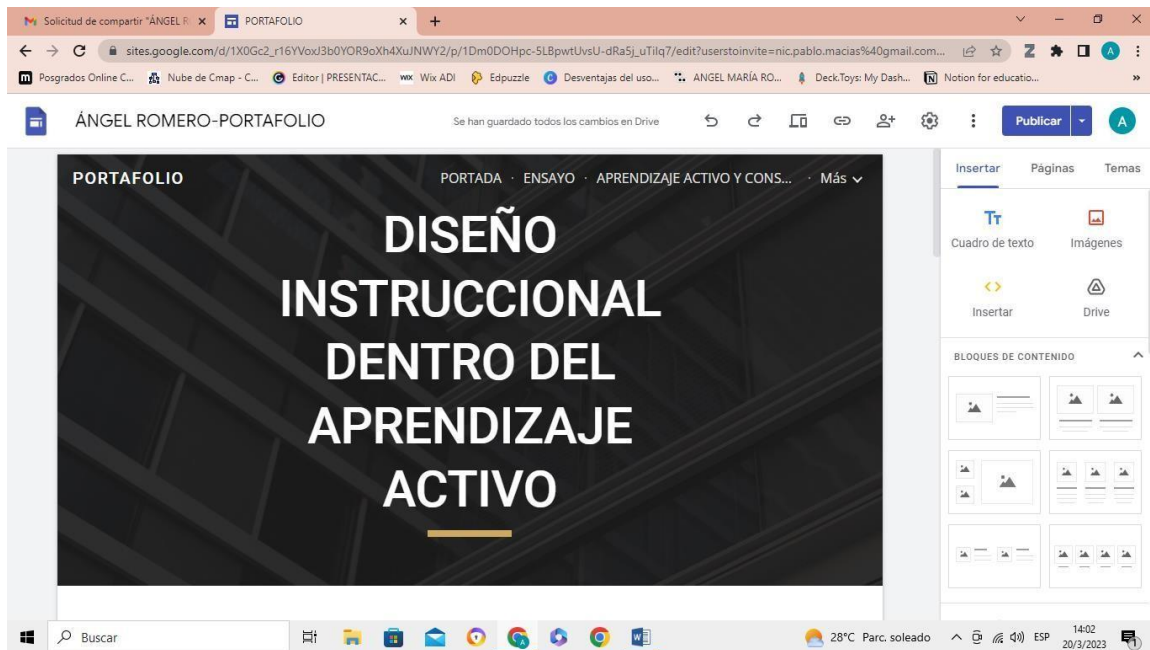 Solicitud de compartir "ÁNGEL R
PORTAFOLIO
sites.google.com/d/1X0Gc2_r16YVoxJ3b0YOR9oXh4XuJNWY2/p/1Dm0DOHpc-5LBpwtUvsU-dRa5j_uTilq7/edit?userstoinvite=nic.pablo.macias%40gmail.com...
Posgrados Online C... Nube de Cmap - C... Editor | PRESENTAC... WIX Wix ADI Edpuzzle Desventajas del uso... ANGEL MARÍA RO... Deck.Toys: My Dash... Notion for educatio... »
ÁNGEL ROMERO-PORTAFOLIO Se han guardado todos los cambios en Drive Publicar A
PORTAFOLIO PORTADA · ENSAYO · APRENDIZAJE ACTIVO Y CONS... · Más
DISEÑO
INSTRUCCIONAL
DENTRO DEL
APRENDIZAJE
ACTIVO
Insertar Páginas Temas
Cuadro de texto Imágenes
Insertar Drive
BLOQUES DE CONTENIDO
Buscar
28°C Parc. soleado ESP 14:02
20/3/2023